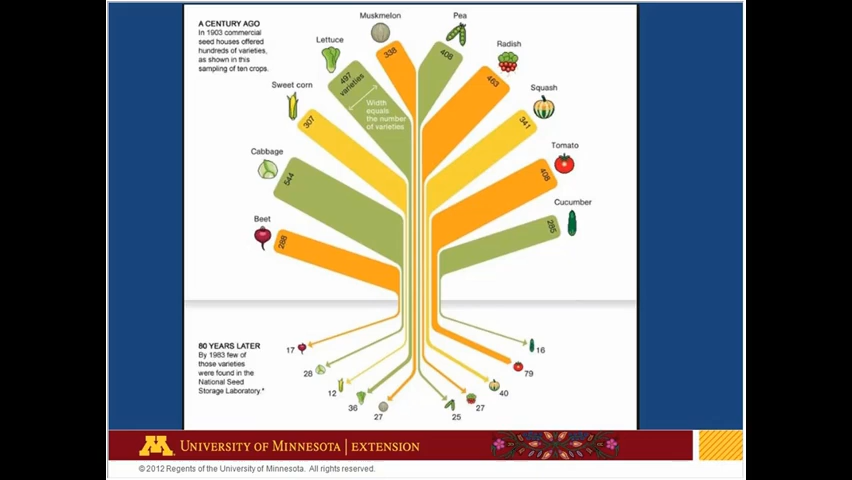 A CENTURY AGO
In 1903 commercial
seed houses offered
hundreds of varieties,
as shown in this
sampling of ten crops.
Muskmelon
Pea
Lettuce
Radish
Sweet corn
Squash
Cabbage
Tomato
Beet
Cucumber
338
408
497
varieties
463
Width
equals
the number
of varieties
307
341
544
408
288
285
80 YEARS LATER
By 1983 few of
those varieties
were found in the
National Seed
Storage Laboratory.*
17
28
12
36
27
25
27
40
79
16
M
UNIVERSITY OF MINNESOTA | EXTENSION
© 2012 Regents of the University of Minnesota. All rights reserved.